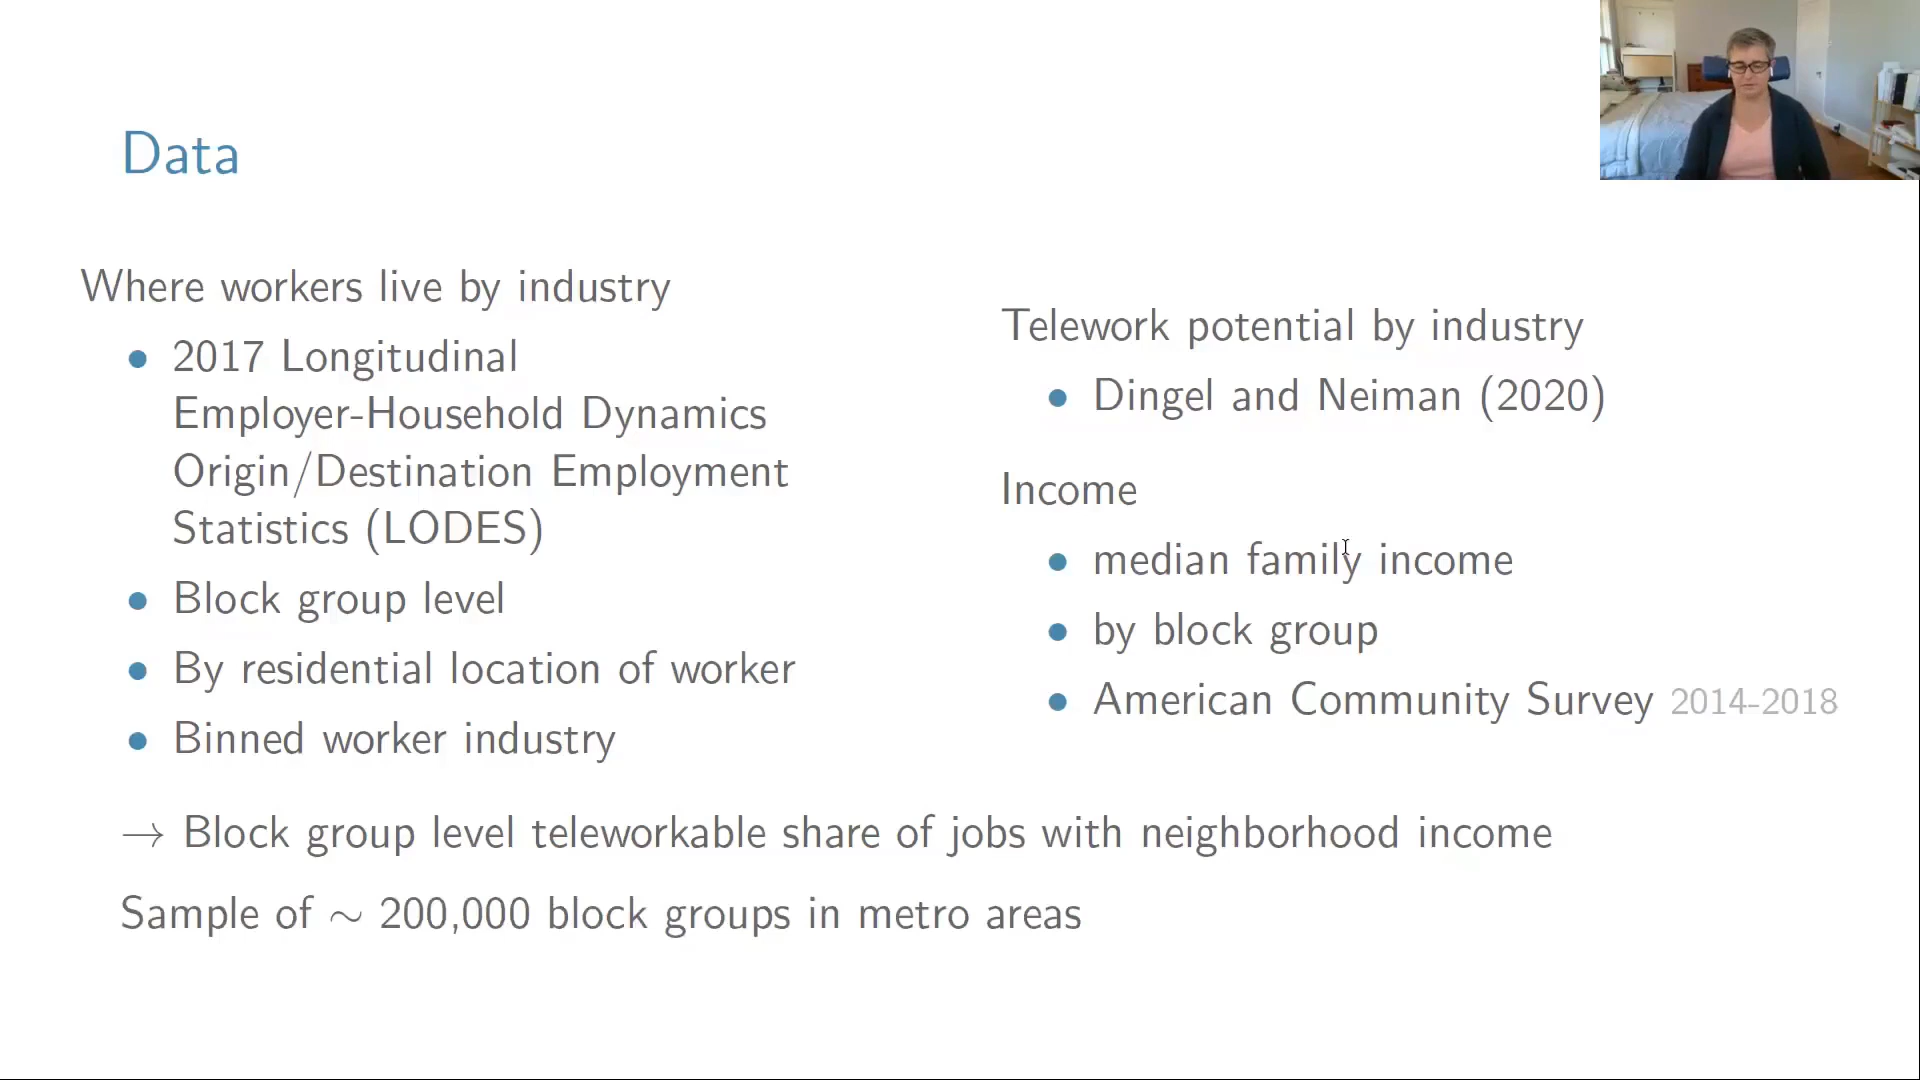 Data
Where workers live by industry
• 2017 Longitudinal
Employer-Household Dynamics
Origin/Destination Employment
Statistics (LODES)
• Block group level
• By residential location of worker
• Binned worker industry
Telework potential by industry
• Dingel and Neiman (2020)
Income
• median family income
• by block group
• American Community Survey 2014-2018
→ Block group level teleworkable share of jobs with neighborhood income
Sample of ∼ 200,000 block groups in metro areas